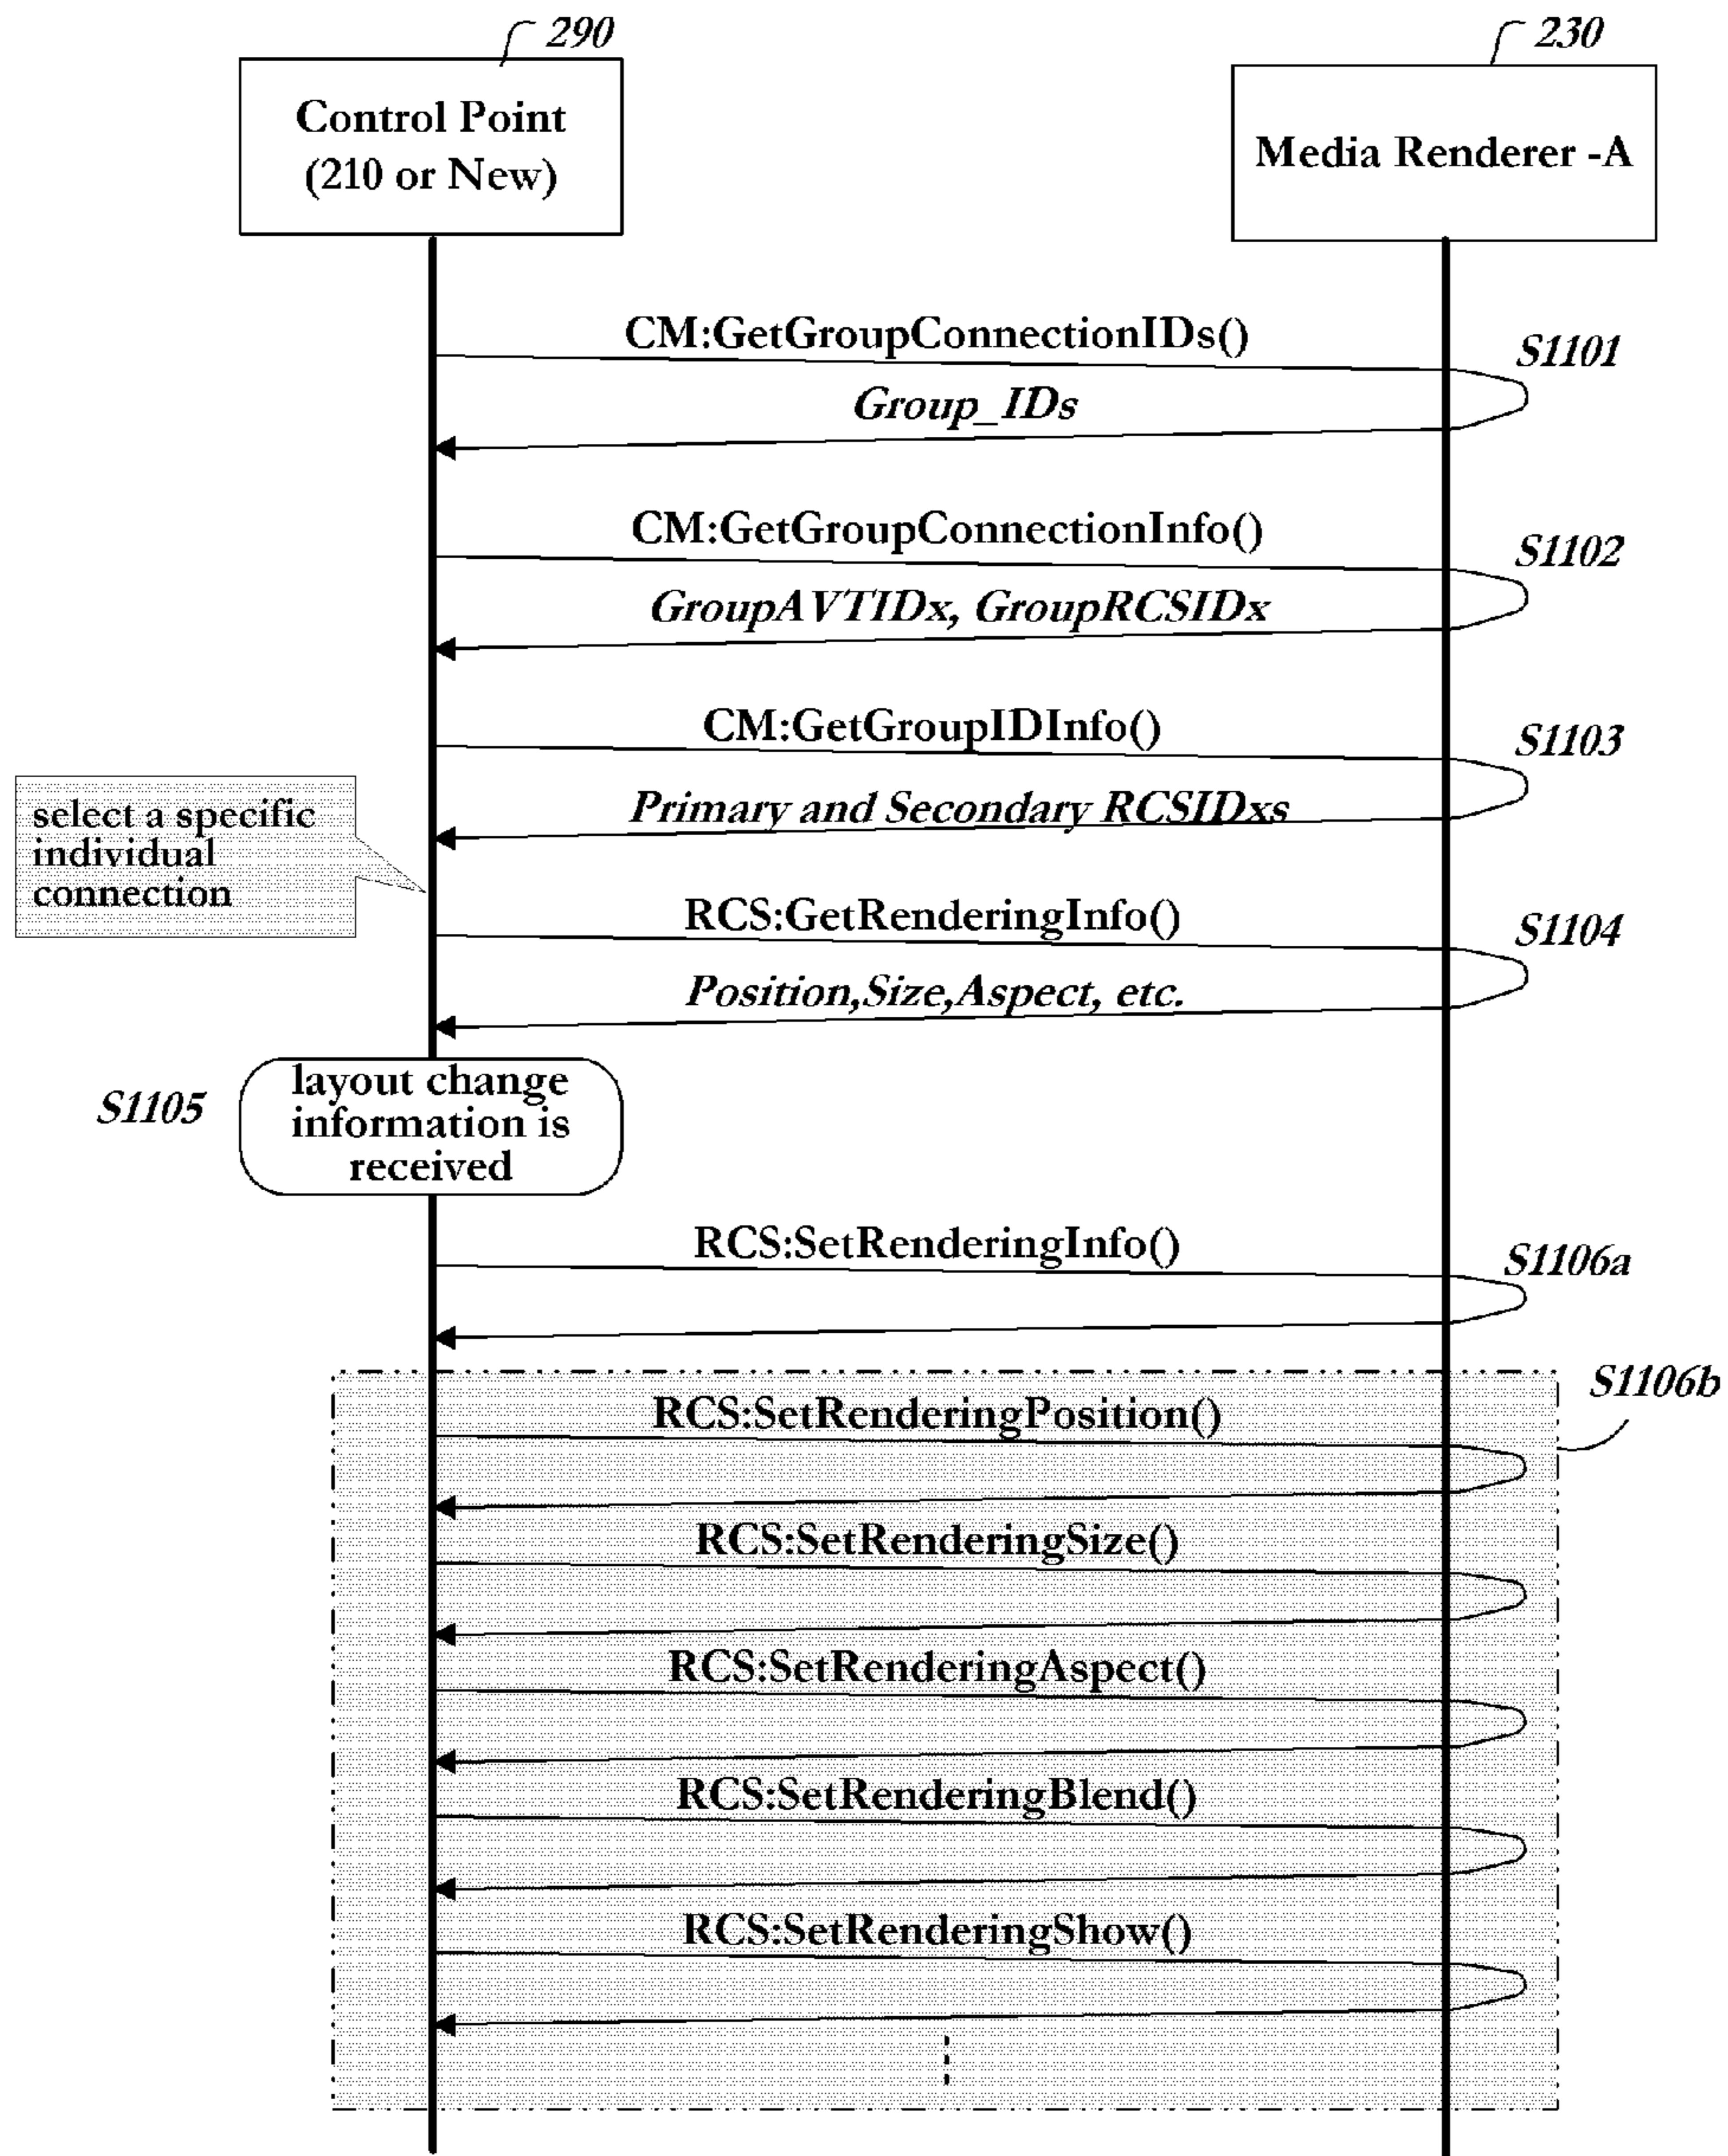 290
230
Control Point
(210 or New)
Media Renderer -A
CM:GetGroupConnectionIDs()
S1101
Group_IDs
CM:GetGroupConnectionInfo()
S1102
GroupAVTIDx, GroupRCSIDx
CM:GetGroupIDInfo()
S1103
Primary and Secondary RCSIDxs
select a specific
individual
connection
RCS:GetRenderingInfo()
S1104
Position,Size,Aspect, etc.
S1105
layout change
information is
received
RCS:SetRenderingInfo()
S1106a
S1106b
RCS:SetRenderingPosition()
RCS:SetRenderingSize()
RCS:SetRenderingAspect()
RCS:SetRenderingBlend()
RCS:SetRenderingShow()